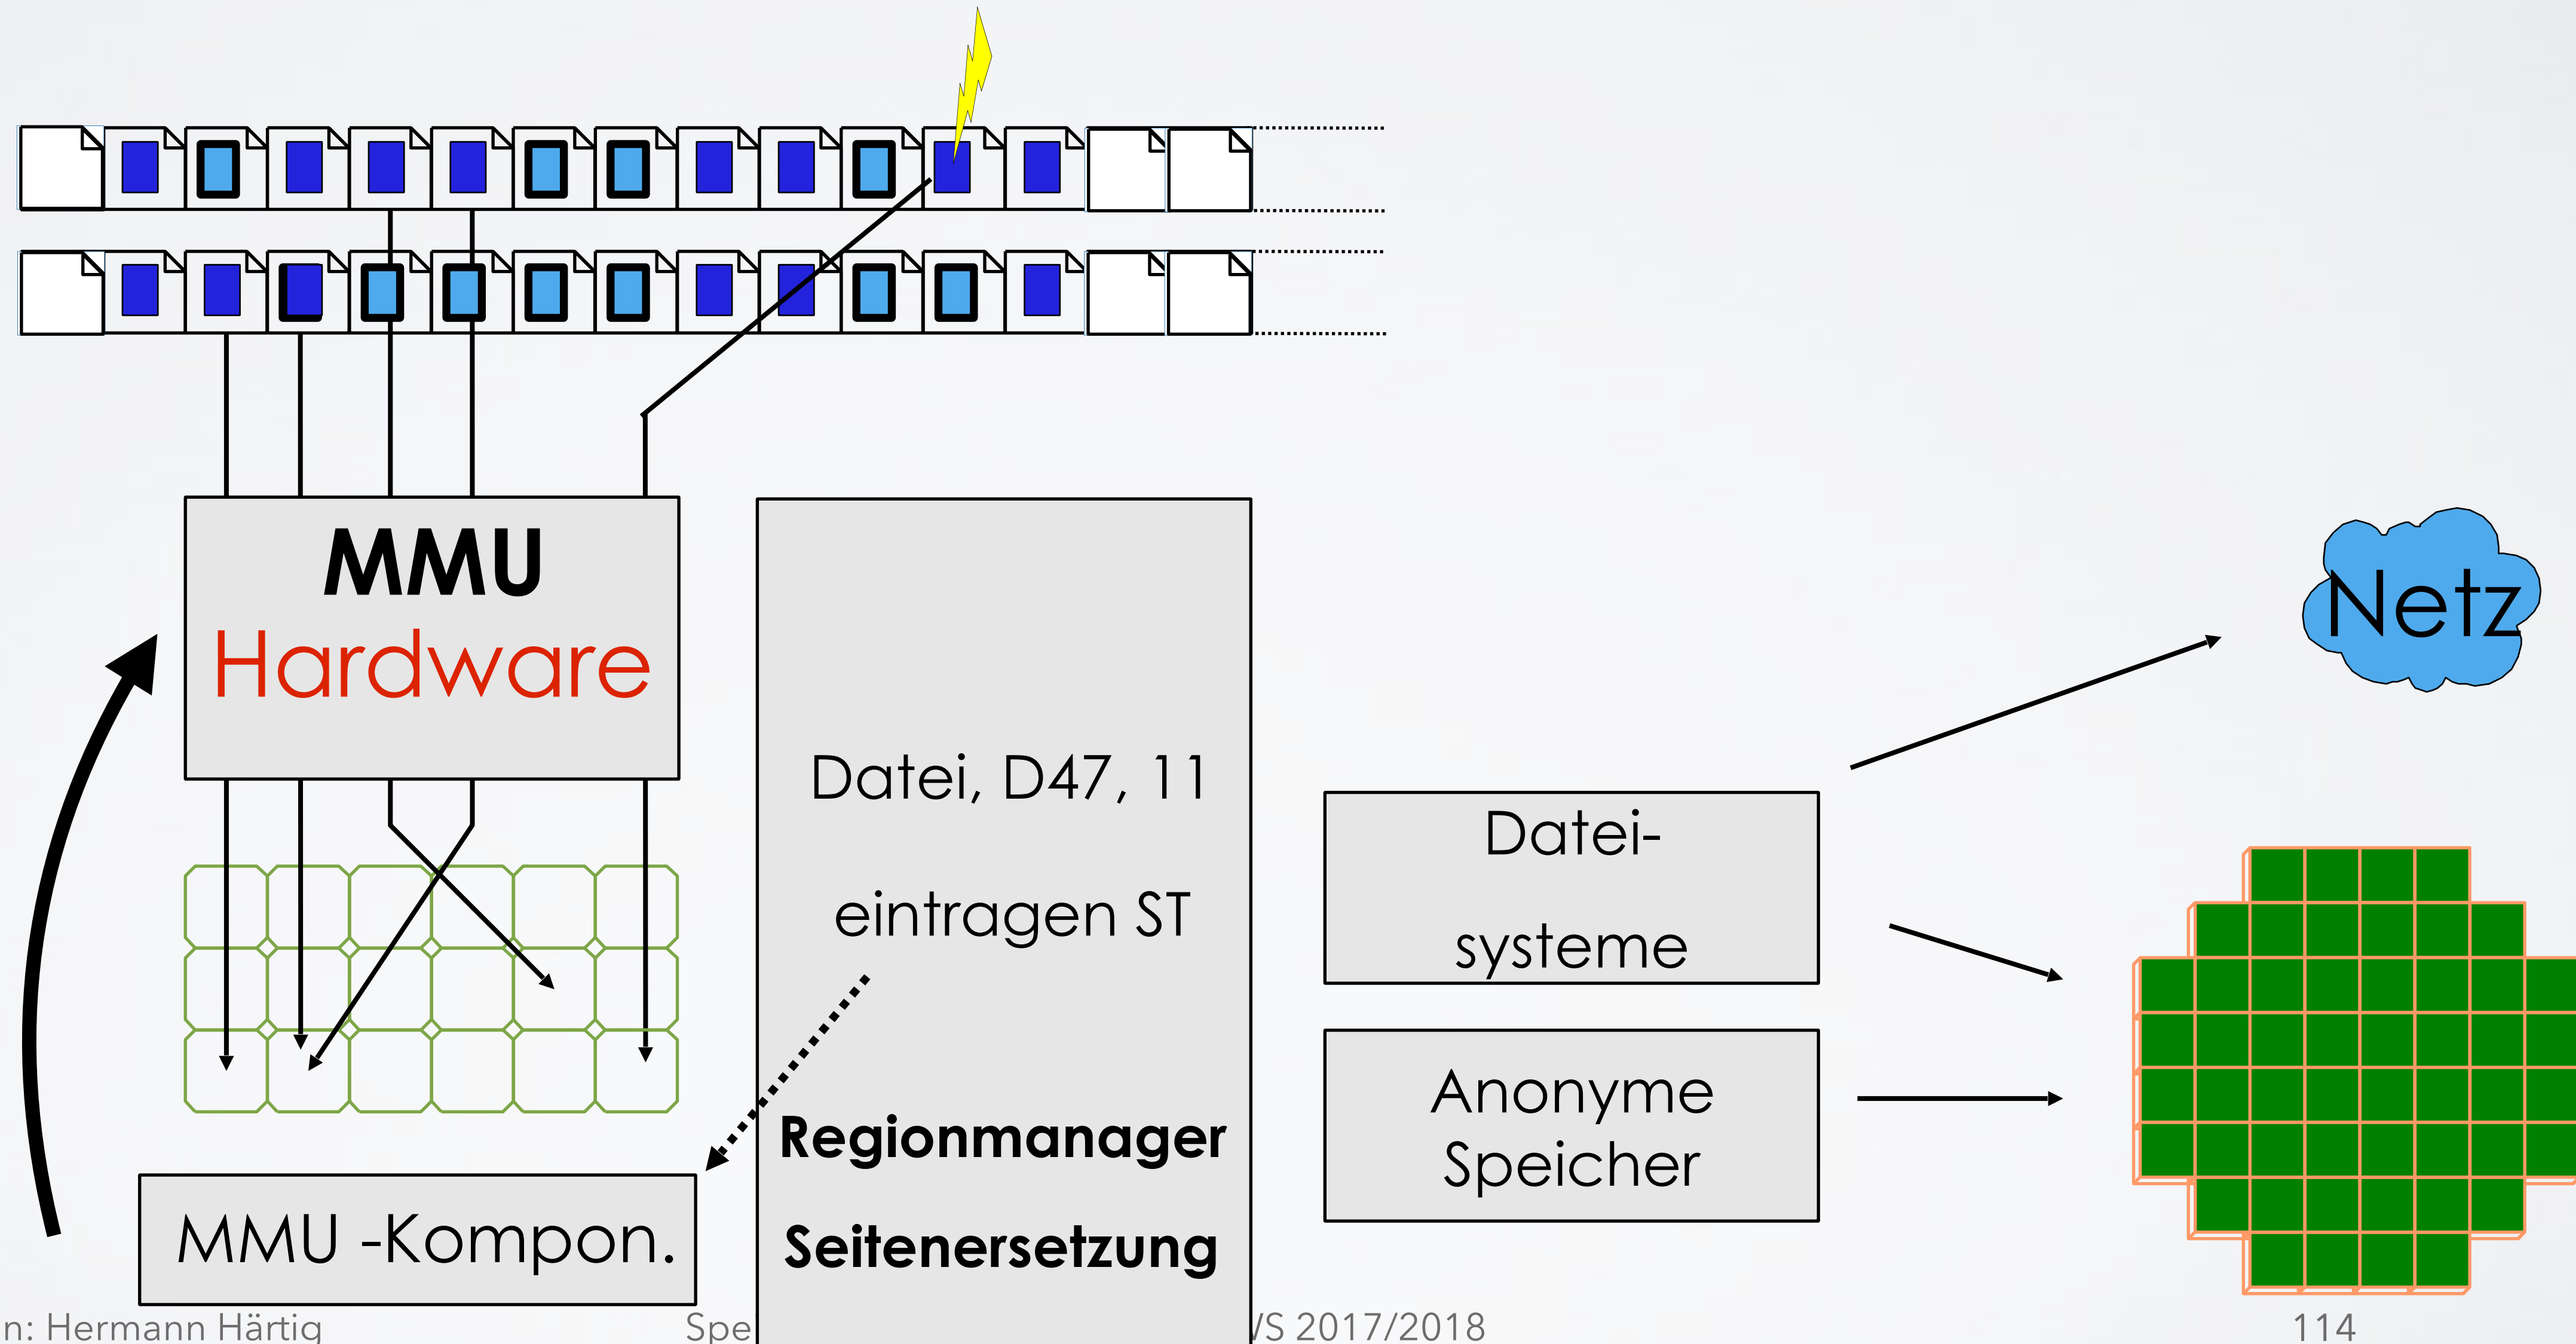 MMU
Hardware
Datei, D47, 11
eintragen ST
Regionmanager
Seitenersetzung
MMU -Kompon.
Datei-
systeme
Anonyme
Speicher
Netz
n: Hermann Härtig
Spe
WS 2017/2018
114